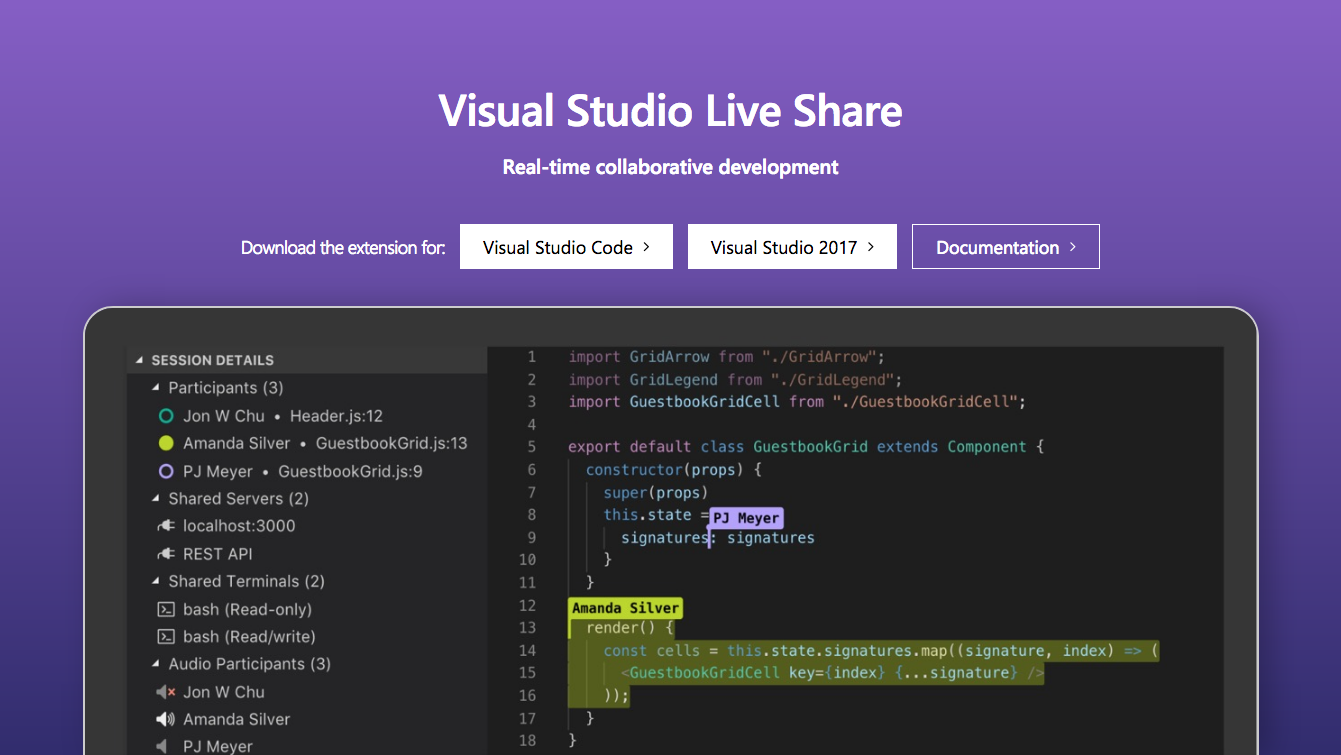 Visual Studio Live Share
Real-time collaborative development
Download the extension for: Visual Studio Code > Visual Studio 2017 > Documentation >
SESSION DETAILS
Participants (3)
Jon W Chu • Header.js:12
Amanda Silver • GuestbookGrid.js:13
PJ Meyer • GuestbookGrid.js:9
Shared Servers (2)
localhost:3000
REST API
Shared Terminals (2)
bash (Read-only)
bash (Read/write)
Audio Participants (3)
Jon W Chu
Amanda Silver
PJ Meyer
1 import GridArrow from "./GridArrow";
2 import GridLegend from "./GridLegend";
3 import GuestbookGridCell from "./GuestbookGridCell";
4
5 export default class GuestbookGrid extends Component {
6 constructor(props) {
7 super(props)
8 this.state = PJ Meyer
9 signatures: signatures
10 }
11 }
12 Amanda Silver
13 render() {
14 const cells = this.state.signatures.map((signature, index) => (
15 <GuestbookGridCell key={index} {...signature} />
16 ));
17 }
18 }